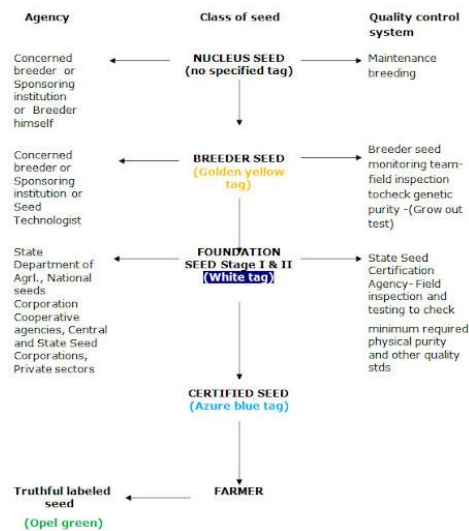 Agency
Class of seed
Quality control
system
NUCLEUS SEED
(no specified tag)
Concerned
breeder or
Sponsoring
institution
or Breeder
himself
Maintenance
breeding
BREEDER SEED
(Golden yellow
tag)
Concerned
breeder or
Sponsoring
institution or
Seed
Technologist
Breeder seed
monitoring team-
field inspection
tocheck genetic
purity -(Grow out
test)
FOUNDATION
SEED Stage I & II
(White tag)
State
Department of
Agrl., National
seeds
Corporation
Cooperative
agencies, Central
and State Seed
Corporations,
Private sectors
State Seed
Certification
Agency- Field
inspection and
testing to check
minimum required
physical purity
and other quality
stds
CERTIFIED SEED
(Azure blue tag)
FARMER
Truthful labeled
seed
(Opel green)